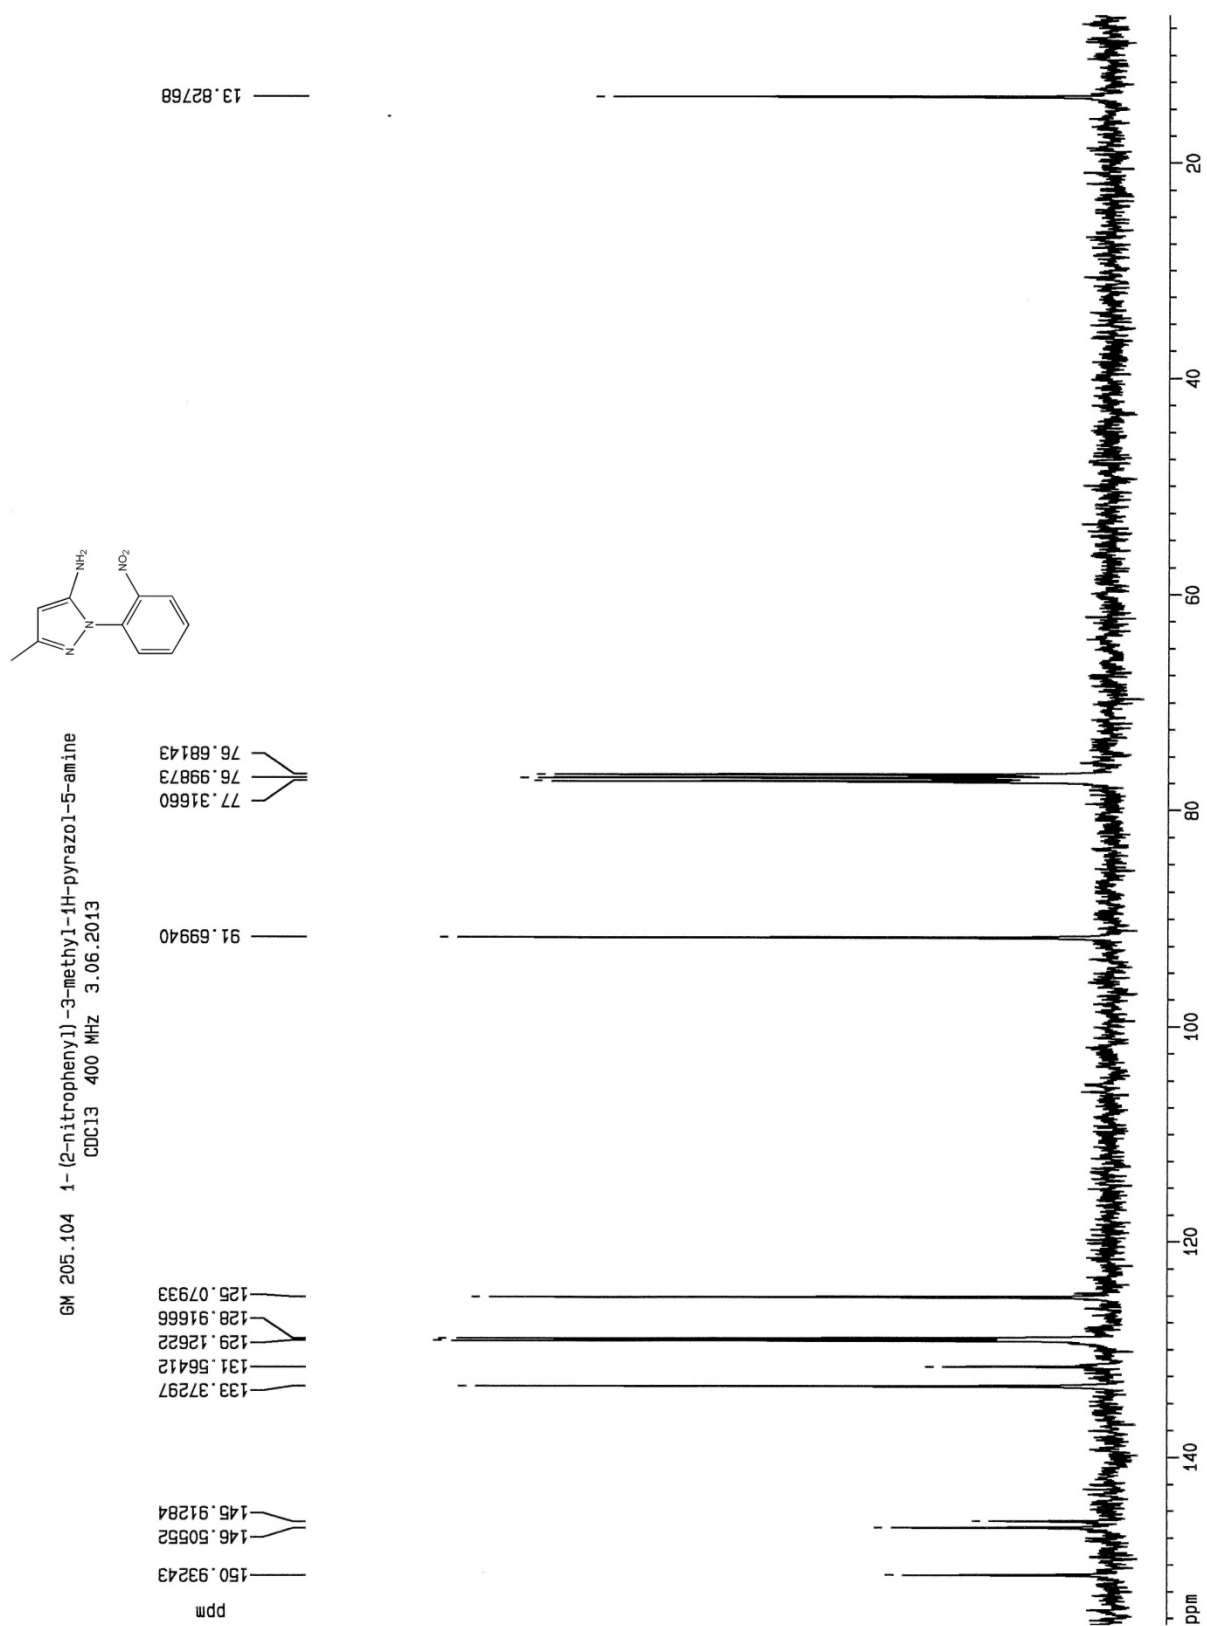 GM 205.104 1-(2-nitrophenyl)-3-methyl-1H-pyrazol-5-amine
CDCl3 400 MHz 3.06.2013
NH2
N
N
NO2
ppm
150.93243
146.50552
145.91284
133.37297
131.56412
129.12622
128.91666
125.07933
91.69940
77.31660
76.99873
76.68143
13.82768
ppm
140
120
100
80
60
40
20